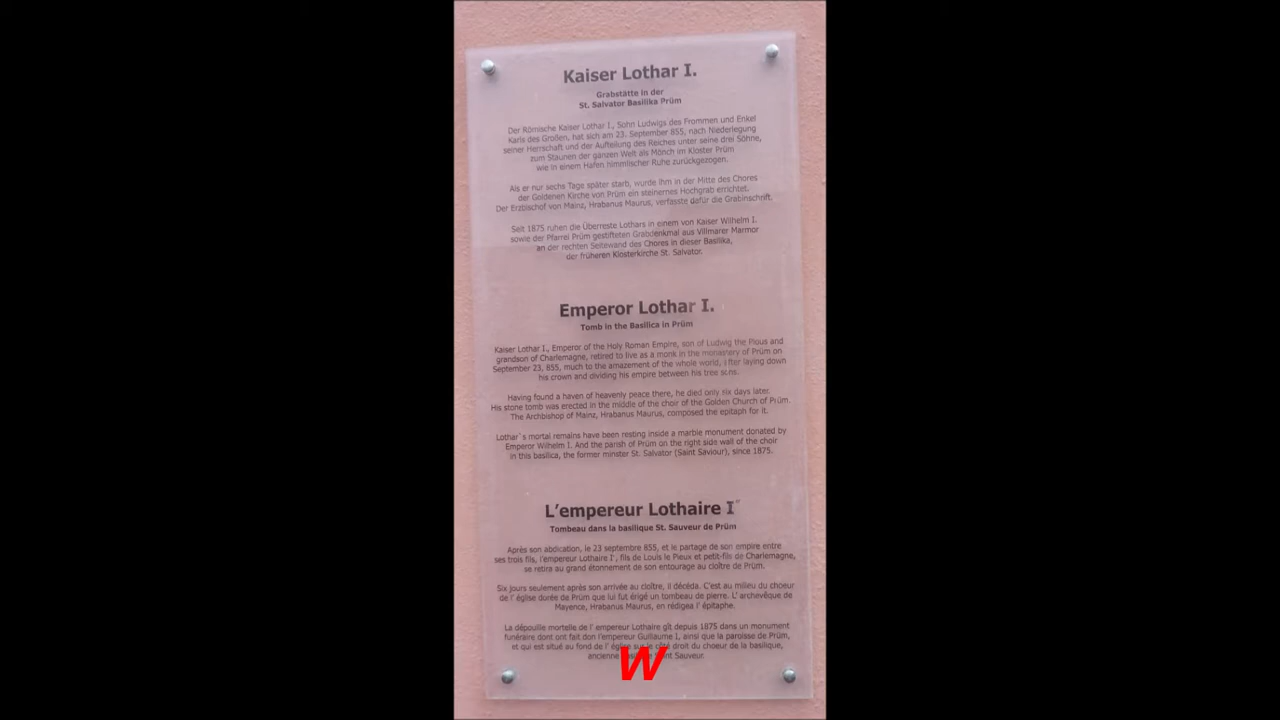 Kaiser Lothar I.
Grabstätte in der
St. Salvator Basilika Prüm
Der Römische Kaiser Lothar I., Sohn Ludwigs des Frommen und Enkel
Karls des Großen, hat sich am 23. September 855, nach Niederlegung
seiner Herrschaft und der Aufteilung des Reiches unter seine drei Söhne,
zum Staunen der ganzen Welt als Mönch im Kloster Prüm
wie in einem Hafen himmlischer Ruhe zurückgezogen.
Als er nur sechs Tage später starb, wurde ihm in der Mitte des Chores
der Goldenen Kirche von Prüm ein steinernes Hochgrab errichtet.
Der Erzbischof von Mainz, Hrabanus Maurus, verfasste dafür die Grabinschrift.
Seit 1875 ruhen die Überreste Lothars in einem von Kaiser Wilhelm I.
sowie der Pfarrei Prüm gestifteten Grabdenkmal aus Villmarer Marmor
an der rechten Seitewand des Chores in dieser Basilika,
der früheren Klosterkirche St. Salvator.
Emperor Lothar I.
Tomb in the Basilica in Prüm
Kaiser Lothar I., Emperor of the Holy Roman Empire, son of Ludwig the Pious and
grandson of Charlemagne, retired to live as a monk in the monastery of Prüm on
September 23, 855, much to the amazement of the whole world, after laying down
his crown and dividing his empire between his tree sons.
Having found a haven of heavenly peace there, he died only six days later.
His stone tomb was erected in the middle of the choir of the Golden Church of Prüm.
The Archbishop of Mainz, Hrabanus Maurus, composed the epitaph for it.
Lothar`s mortal remains have been resting inside a marble monument donated by
Emperor Wilhelm I. And the parish of Prüm on the right side wall of the choir
in this basilica, the former minster St. Salvator (Saint Saviour), since 1875.
L'empereur Lothaire I
Tombeau dans la basilique St. Sauveur de Prüm
Après son abdication, le 23 septembre 855, et le partage de son empire entre
ses trois fils, l'empereur Lothaire I', fils de Louis le Pieux et petit-fils de Charlemagne,
se retira au grand étonnement de son entourage au cloître de Prüm.
Six jours seulement après son arrivée au cloître, il décéda. C'est au milieu du choeur
de l' église durée de Prüm que lui fut érigé un tombeau de pierre. L' archevêque de
Mayence, Hrabanus Maurus, en rédigea l' épitaphe.
La dépouille mortelle de l' empereur Lothaire gît depuis 1875 dans un monument
funéraire dont ont fait don l'empereur Guillaume I, ainsi que la paroisse de Prüm,
et qui est situé au fond de l' église sur le côté droit du choeur de la basilique,
ancienne Saint Sauveur.
W